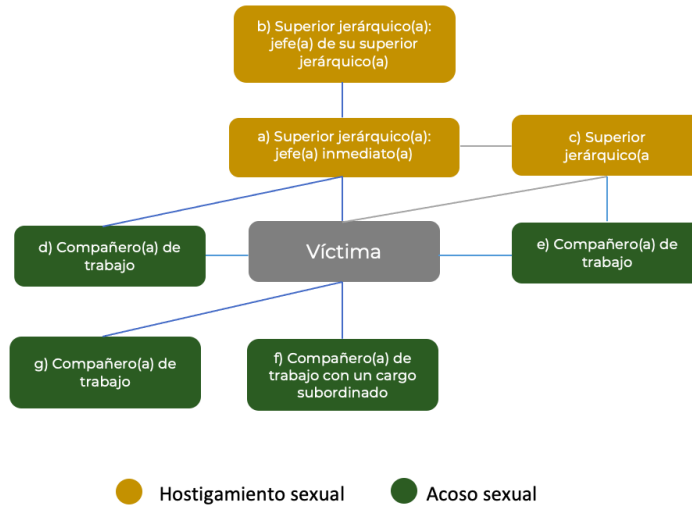 b) Superior jerárquico(a):
jefe(a) de su superior
jerárquico(a)
a) Superior jerárquico(a):
jefe(a) inmediato(a)
c) Superior
jerárquico(a
d) Compañero(a) de
trabajo
Víctima
e) Compañero(a) de
trabajo
g) Compañero(a) de
trabajo
f) Compañero(a) de
trabajo con un cargo
subordinado
Hostigamiento sexual
Acoso sexual